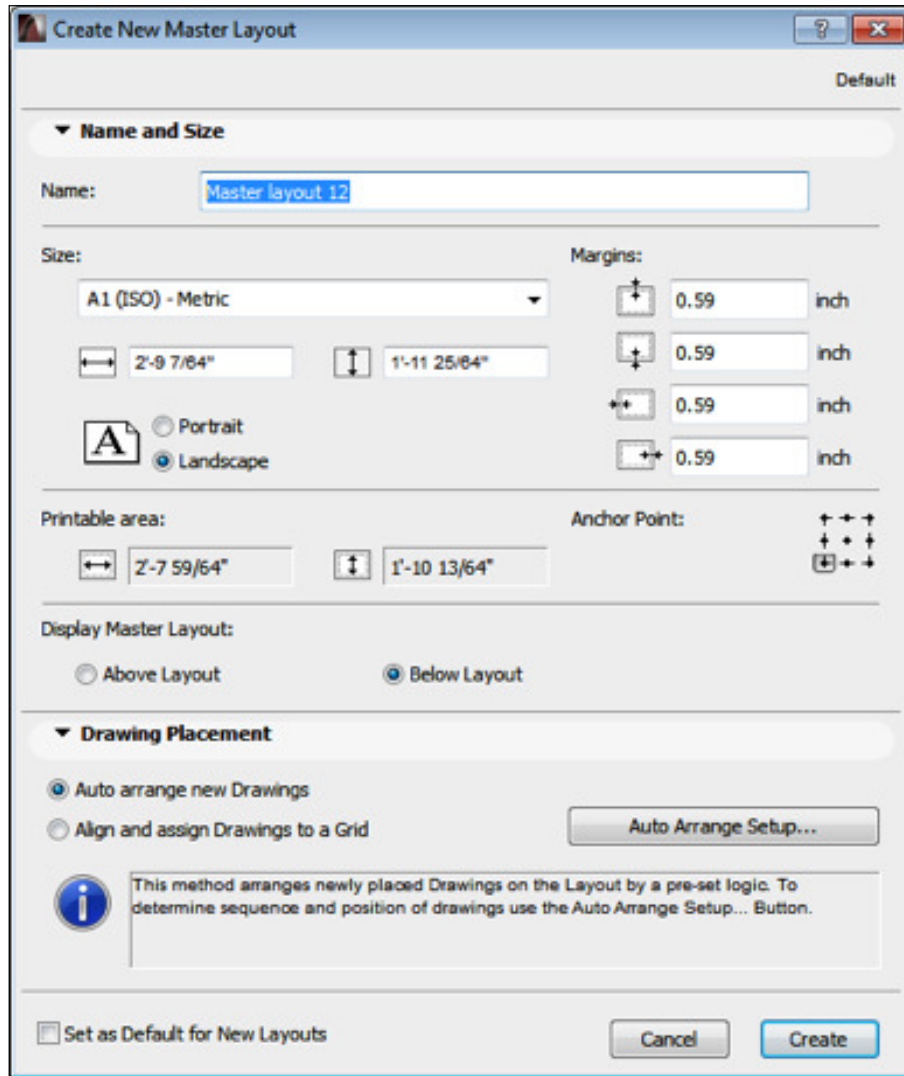 Create New Master Layout
Default
Name and Size
Name: Master layout 12
Size: Margins:
A1 (ISO) - Metric 0.59 inch
2'-9 7/64" 1'-11 25/64" 0.59 inch
0.59 inch
A Portrait
Landscape 0.59 inch
Printable area: Anchor Point:
2'-7 59/64" 1'-10 13/64"
Display Master Layout:
Above Layout Below Layout
Drawing Placement
Auto arrange new Drawings
Align and assign Drawings to a Grid Auto Arrange Setup...
This method arranges newly placed Drawings on the Layout by a pre-set logic. To
determine sequence and position of drawings use the Auto Arrange Setup... Button.
Set as Default for New Layouts Cancel Create